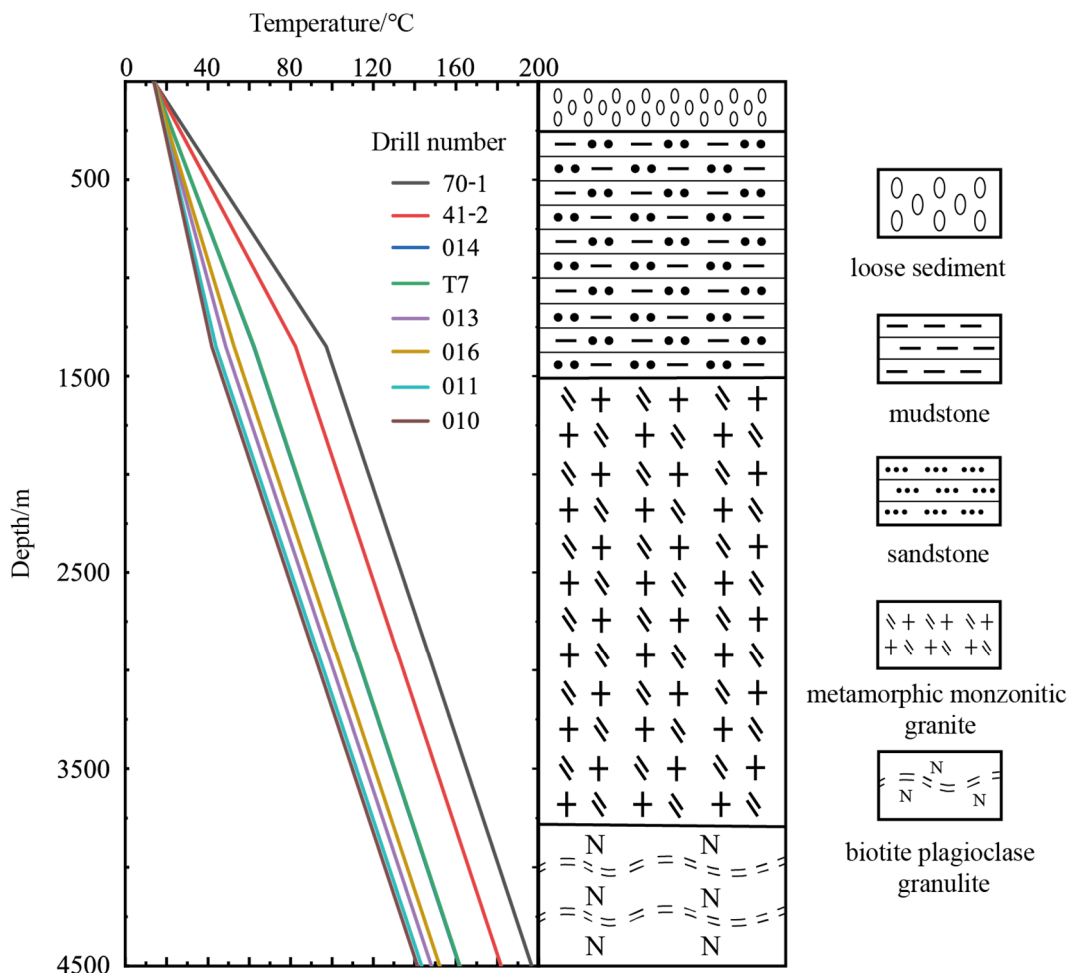 Temperature/°C
0 40 80 120 160 200
Drill number
70-1
41-2
014
T7
013
016
011
010
500
1500
2500
3500
4500
Depth/m
N N
N N
N N
loose sediment
mudstone
sandstone
metamorphic monzonitic
granite
N
N N
biotite plagioclase
granulite